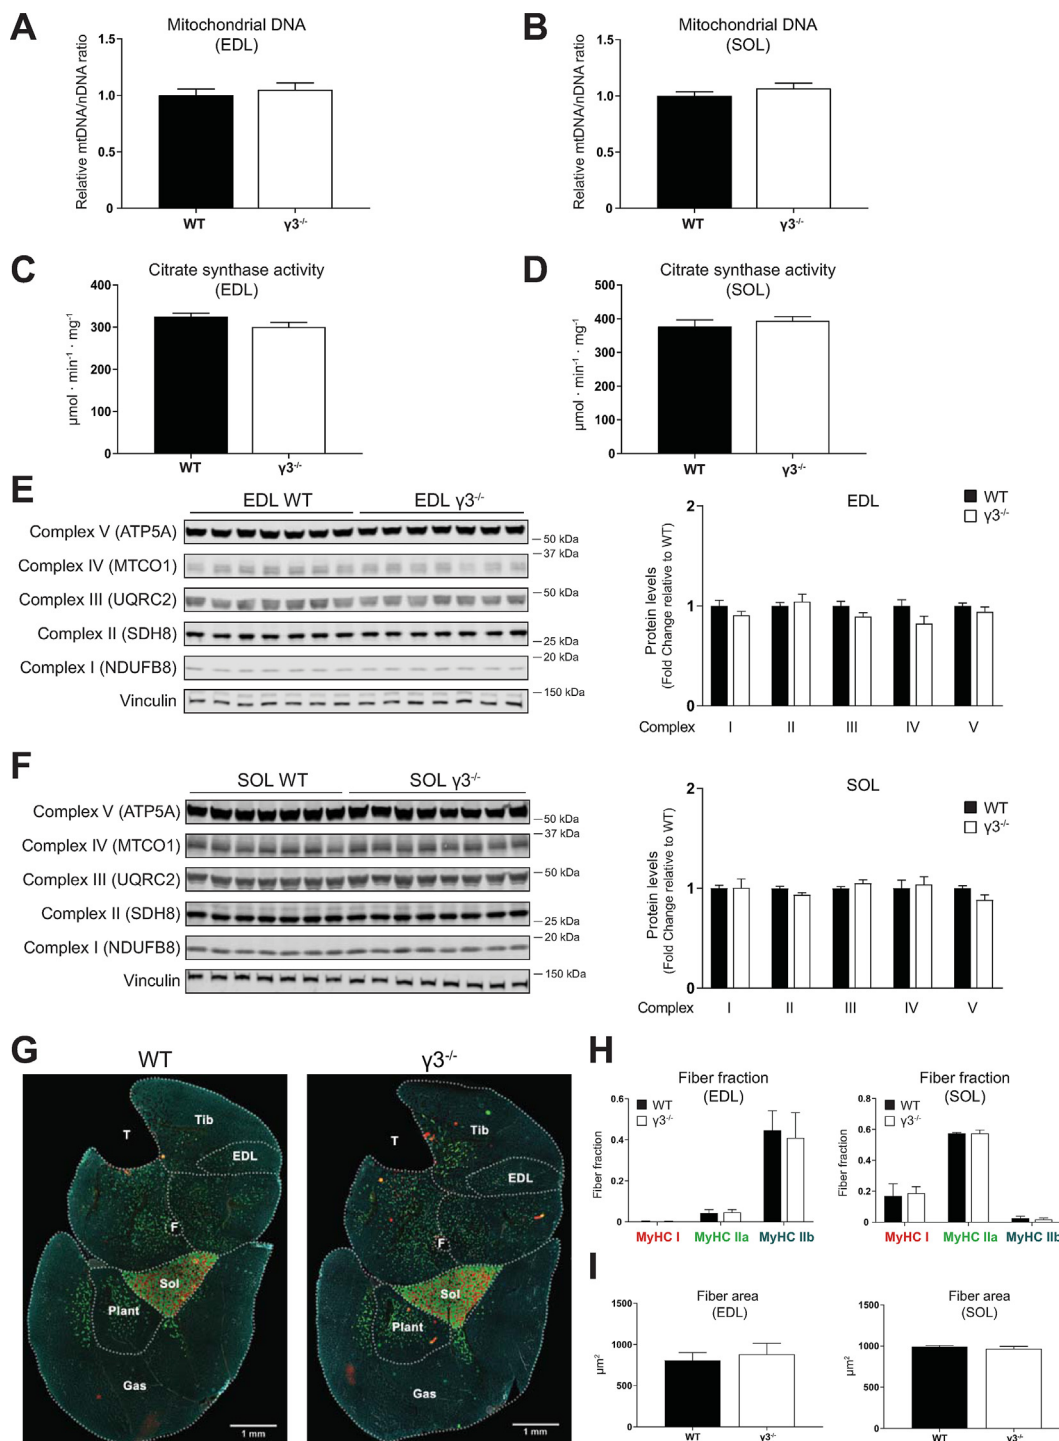 A
Mitochondrial DNA
(EDL)
Relative mtDNA/nDNA ratio
1.5
1.0
0.5
0
WT
γ3-/-
B
Mitochondrial DNA
(SOL)
Relative mtDNA/nDNA ratio
1.5
1.0
0.5
0
WT
γ3-/-
C
Citrate synthase activity
(EDL)
µmol · min-1 · mg-1
400
300
200
100
0
WT
γ3-/-
D
Citrate synthase activity
(SOL)
µmol · min-1 · mg-1
500
400
300
200
100
0
WT
γ3-/-
E
EDL WT
EDL γ3-/-
Complex V (ATP5A)
50 kDa
Complex IV (MTCO1)
37 kDa
Complex III (UQRC2)
50 kDa
Complex II (SDH8)
25 kDa
Complex I (NDUFB8)
20 kDa
Vinculin
150 kDa
EDL
WT
γ3-/-
Protein levels
(Fold Change relative to WT)
2
1
0
Complex I II III IV V
F
SOL WT
SOL γ3-/-
Complex V (ATP5A)
50 kDa
Complex IV (MTCO1)
37 kDa
Complex III (UQRC2)
50 kDa
Complex II (SDH8)
25 kDa
Complex I (NDUFB8)
20 kDa
Vinculin
150 kDa
SOL
WT
γ3-/-
Protein levels
(Fold Change relative to WT)
2
1
0
Complex I II III IV V
G
WT
T
Tib
EDL
F
Sol
Plant
Gas
1 mm
γ3-/-
T
Tib
EDL
F
Sol
Plant
Gas
1 mm
H
Fiber fraction
(EDL)
WT
γ3-/-
Fiber fraction
0.6
0.4
0.2
0
MyHC I MyHC IIa MyHC IIb
Fiber fraction
(SOL)
WT
γ3-/-
Fiber fraction
0.8
0.6
0.4
0.2
0
MyHC I MyHC IIa MyHC IIb
I
Fiber area
(EDL)
µm2
1500
1000
500
0
WT
γ3-/-
Fiber area
(SOL)
µm2
1500
1000
500
0
WT
γ3-/-